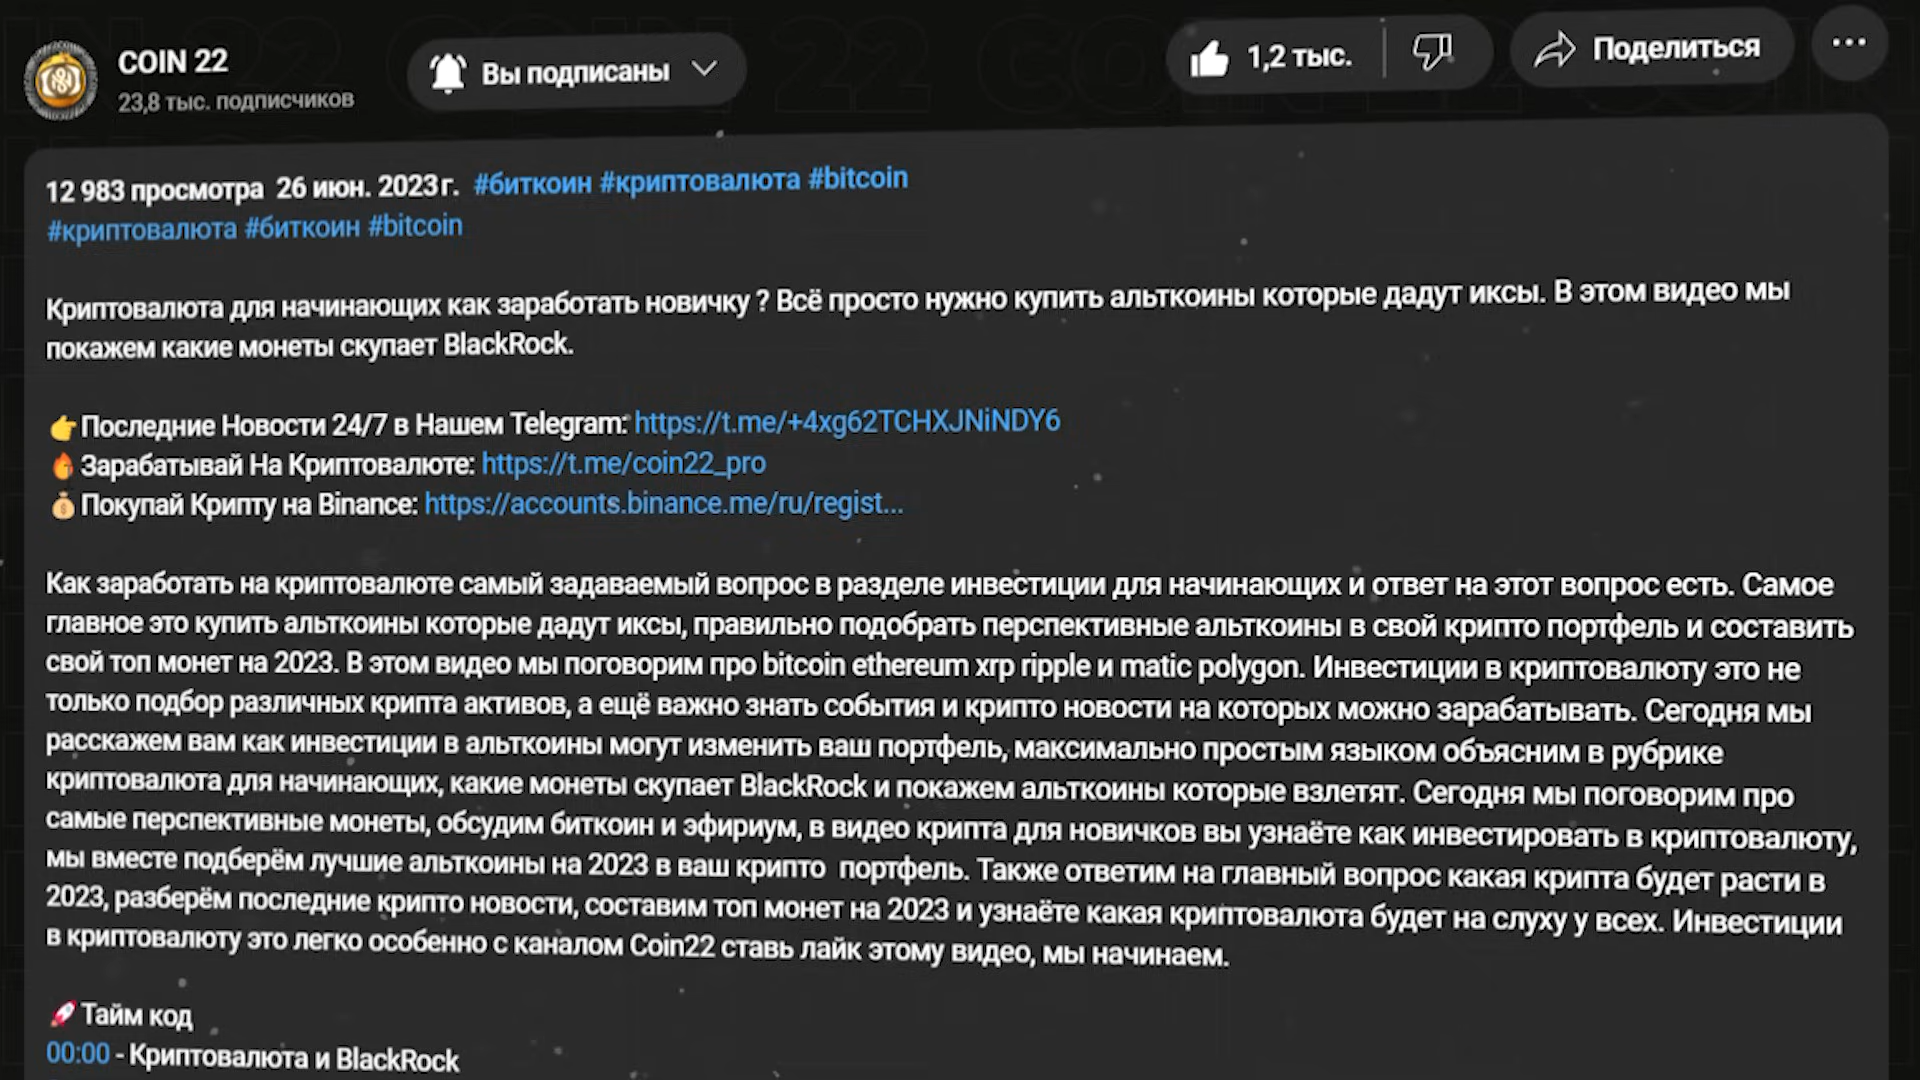 COIN 22
23,8 тыс. подписчиков
Вы подписаны
1,2 тыс.
Поделиться
12 983 просмотра 26 июн. 2023 г. #биткоин #криптовалюта #bitcoin
#криптовалюта #биткоин #bitcoin
Криптовалюта для начинающих как заработать новичку ? Всё просто нужно купить альткоины которые дадут иксы. В этом видео мы
покажем какие монеты скупает BlackRock.
👉Последние Новости 24/7 в Нашем Telegram: https://t.me/+4xg62TCHXJNiNDY6
🔥Зарабатывай На Криптовалюте: https://t.me/coin22_pro
💰Покупай Крипту на Binance: https://accounts.binance.me/ru/regist...
Как заработать на криптовалюте самый задаваемый вопрос в разделе инвестиции для начинающих и ответ на этот вопрос есть. Самое
главное это купить альткоины которые дадут иксы, правильно подобрать перспективные альткоины в свой крипто портфель и составить
свой топ монет на 2023. В этом видео мы поговорим про bitcoin ethereum xrp ripple и matic polygon. Инвестиции в криптовалюту это не
только подбор различных крипта активов, а ещё важно знать события и крипто новости на которых можно зарабатывать. Сегодня мы
расскажем вам как инвестиции в альткоины могут изменить ваш портфель, максимально простым языком объясним в рубрике
криптовалюта для начинающих, какие монеты скупает BlackRock и покажем альткоины которые взлетят. Сегодня мы поговорим про
самые перспективные монеты, обсудим биткоин и эфириум, в видео крипта для новичков вы узнаёте как инвестировать в криптовалюту,
мы вместе подберём лучшие альткоины на 2023 в ваш крипто портфель. Также ответим на главный вопрос какая крипта будет расти в
2023, разберём последние крипто новости, составим топ монет на 2023 и узнаёте какая криптовалюта будет на слуху у всех. Инвестиции
в криптовалюту это легко особенно с каналом Coin22 ставь лайк этому видео, мы начинаем.
🚀Тайм код
00:00 - Криптовалюта и BlackRock